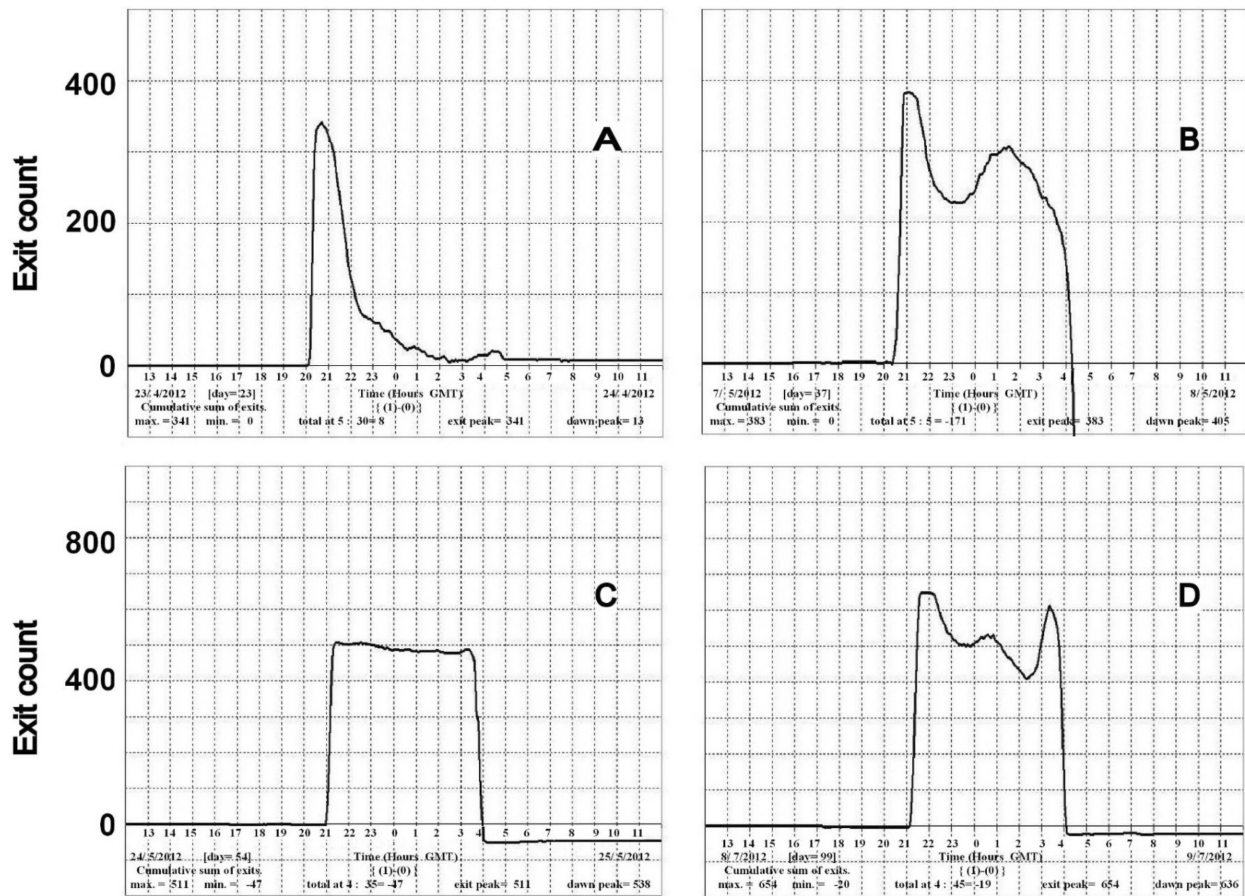 400
200
0
Exit count
A
13 14 15 16 17 18 19 20 21 22 23 0 1 2 3 4 5 6 7 8 9 10 11
23/ 4/2012 [day= 23] Time (Hours GMT) 24/ 4/2012
Cumulative sum of exits. { (1)-(0) }
max. = 341 min. = 0 total at 5 : 30= 8 exit peak= 341 dawn peak= 13
B
13 14 15 16 17 18 19 20 21 22 23 0 1 2 3 4 5 6 7 8 9 10 11
7/ 5/2012 [day= 37] Time (Hours GMT) 8/ 5/2012
Cumulative sum of exits. { (1)-(0) }
max. = 383 min. = 0 total at 5 : 5 = -171 exit peak= 383 dawn peak= 405
800
400
0
Exit count
C
13 14 15 16 17 18 19 20 21 22 23 0 1 2 3 4 5 6 7 8 9 10 11
24/ 5/2012 [day= 54] Time (Hours GMT) 25/ 5/2012
Cumulative sum of exits. { (1)-(0) }
max. = 511 min. = -47 total at 4 : 35= -47 exit peak= 511 dawn peak= 538
D
13 14 15 16 17 18 19 20 21 22 23 0 1 2 3 4 5 6 7 8 9 10 11
8/ 7/2012 [day= 99] Time (Hours GMT) 9/ 7/2012
Cumulative sum of exits. { (1)-(0) }
max. = 654 min. = -20 total at 4 : 45= -19 exit peak= 654 dawn peak= 636